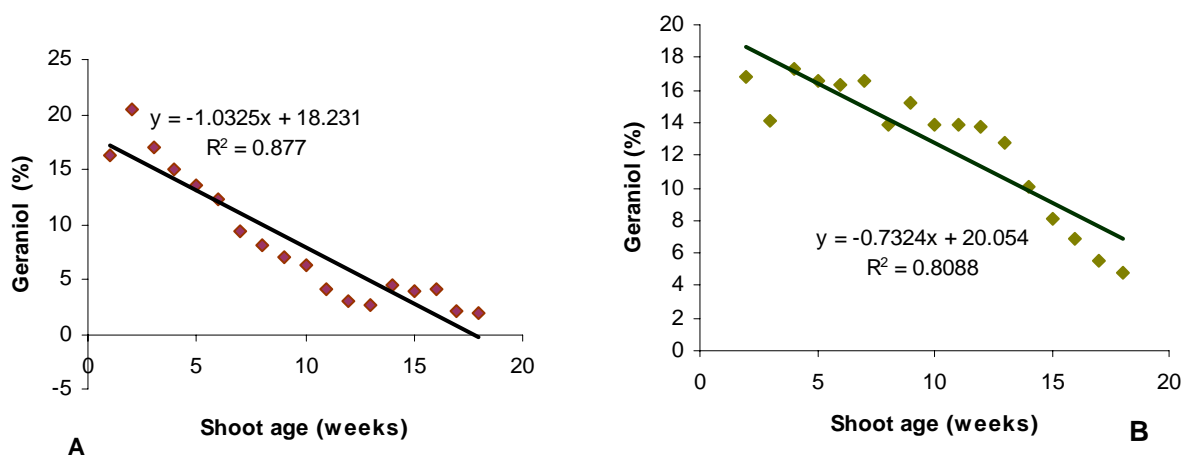 25
20
15
10
5
0
-5
0
5
10
15
20
Geraniol (%)
Shoot age (weeks)
y = -1.0325x + 18.231
R² = 0.877
A
20
18
16
14
12
10
8
6
4
2
0
0
5
10
15
20
Geraniol (%)
Shoot age (weeks)
y = -0.7324x + 20.054
R² = 0.8088
B